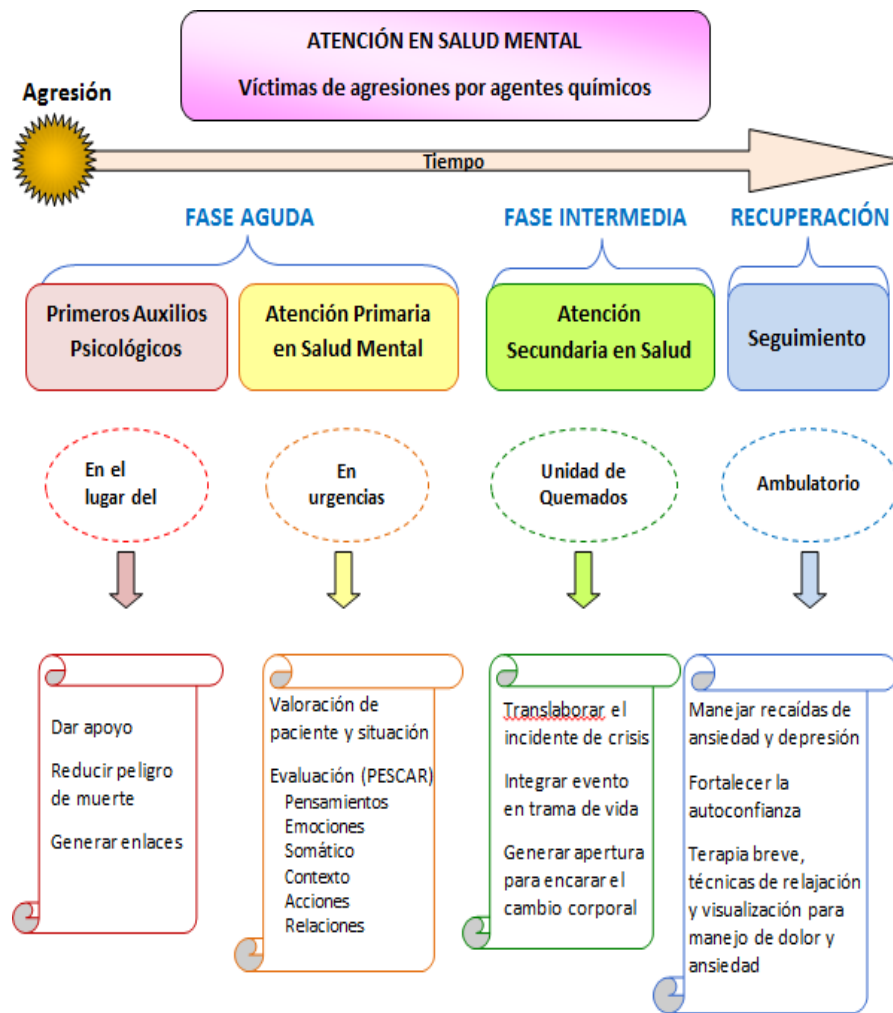 ATENCIÓN EN SALUD MENTAL
Víctimas de agresiones por agentes químicos
Agresión
Tiempo
FASE AGUDA
FASE INTERMEDIA
RECUPERACIÓN
Primeros Auxilios
Psicológicos
Atención Primaria
en Salud Mental
Atención
Secundaria en Salud
Seguimiento
En el
lugar del
En
urgencias
Unidad de
Quemados
Ambulatorio
Dar apoyo
Reducir peligro
de muerte
Generar enlaces
Valoración de
paciente y situación
Evaluación (PESCAR)
Pensamientos
Emociones
Somático
Contexto
Acciones
Relaciones
Translaborar el
incidente de crisis
Integrar evento
en trama de vida
Generar apertura
para encarar el
cambio corporal
Manejar recaídas de
ansiedad y depresión
Fortalecer la
autoconfianza
Terapia breve,
técnicas de relajación
y visualización para
manejo de dolor y
ansiedad